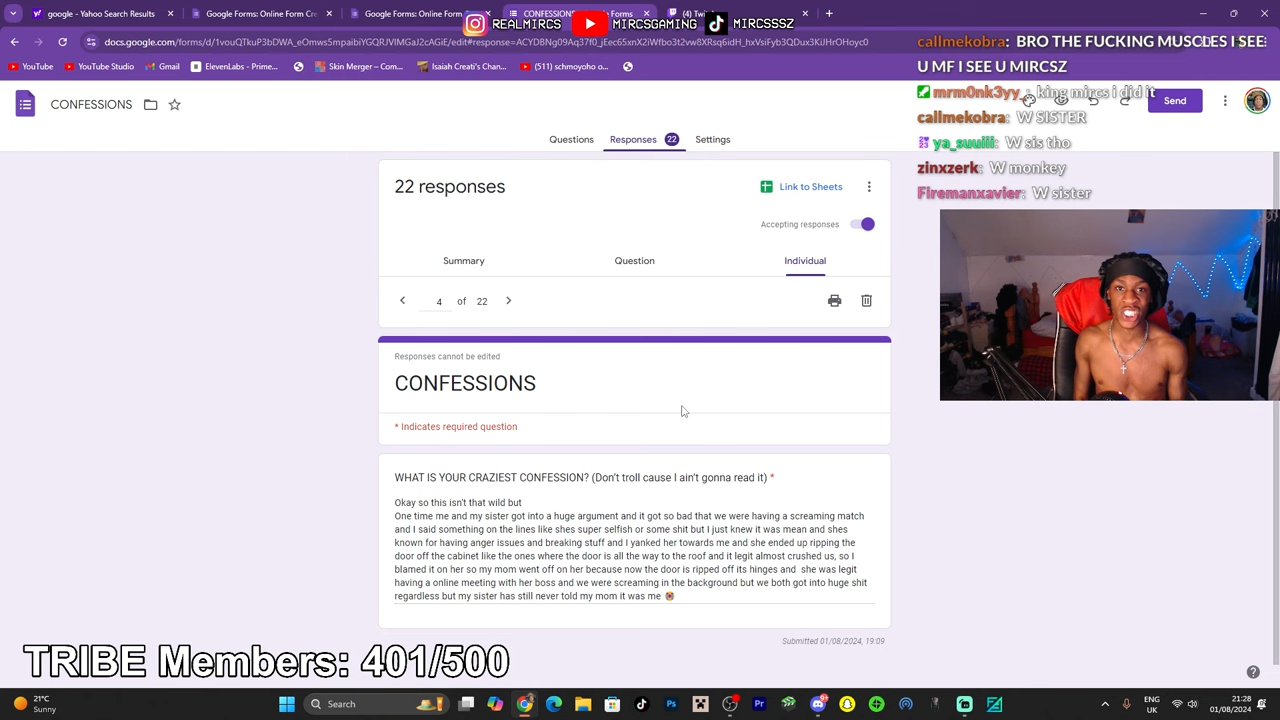 google - Yahoo Search Results
Google Forms: Online Form Cre
Google Forms: Online Form
CONFESSIONS
REALMIRCS
MIRCSGAMING
MIRCSSSZ
docs.google.com/forms/d/1vouQtkuP3bDWA_eOmws5mpaibiYGQRJVlMGaJ2cAGiE/edit#response=ACYDBNg09Aq37f0_jEec65xnX2iWfbo3t2vw8XRsq6idH_hxVsiFyb3QDux3KiJHrOHoyc0
YouTube
YouTube Studio
Gmail
ElevenLabs - Prime...
Skin Merger – Com...
Isaiah Creati's Chan...
(511) schmoyoho o...
callmekobra: BRO THE FUCKING MUSCLES I SEE
U MF I SEE U MIRCSZ
mrm0nk3yy_: king mircs i did it
callmekobra: W SISTER
ya_suuiii: W sis tho
zinxzerk: W monkey
Firemanxavier: W sister
CONFESSIONS
Send
Questions
Responses 22
Settings
22 responses
Link to Sheets
Accepting responses
Summary
Question
Individual
4 of 22
Responses cannot be edited
CONFESSIONS
* Indicates required question
WHAT IS YOUR CRAZIEST CONFESSION? (Don't troll cause I ain't gonna read it) *
Okay so this isn't that wild but
One time me and my sister got into a huge argument and it got so bad that we were having a screaming match
and I said something on the lines like shes super selfish or some shit but I just knew it was mean and shes
known for having anger issues and breaking stuff and I yanked her towards me and she ended up ripping the
door off the cabinet like the ones where the door is all the way to the roof and it legit almost crushed us, so I
blamed it on her so my mom went off on her because now the door is ripped off its hinges and she was legit
having a online meeting with her boss and we were screaming in the background but we both got into huge shit
regardless but my sister has still never told my mom it was me
Submitted 01/08/2024, 19:09
TRIBE Members: 401/500
21°C
Sunny
Search
ENG
UK
21:28
01/08/2024